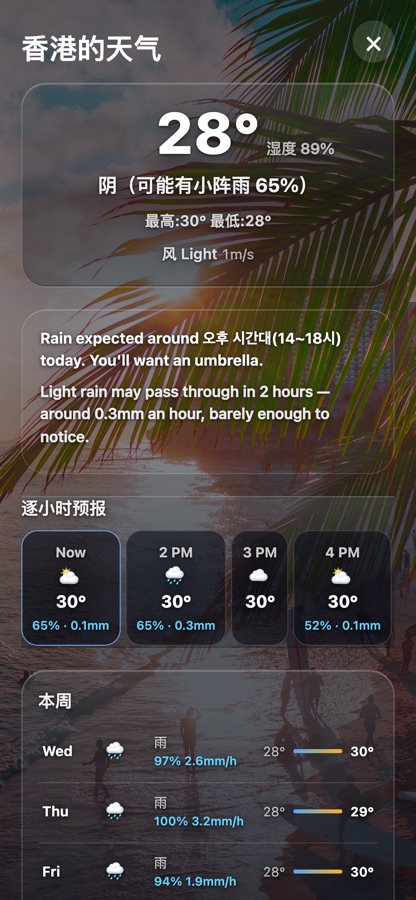 香港的天气
28° 湿度 89%
阴（可能有小阵雨 65%）
最高:30° 最低:28°
风 Light 1m/s
Rain expected around 오후 시간대(14~18시)
today. You'll want an umbrella.
Light rain may pass through in 2 hours —
around 0.3mm an hour, barely enough to
notice.
逐小时预报
Now 2 PM 3 PM 4 PM
30° 30° 30° 30°
65% · 0.1mm 65% · 0.3mm 52% · 0.1mm
本周
雨
Wed 28° 30°
97% 2.6mm/h
雨
Thu 28° 29°
100% 3.2mm/h
雨
Fri 28° 30°
94% 1.9mm/h